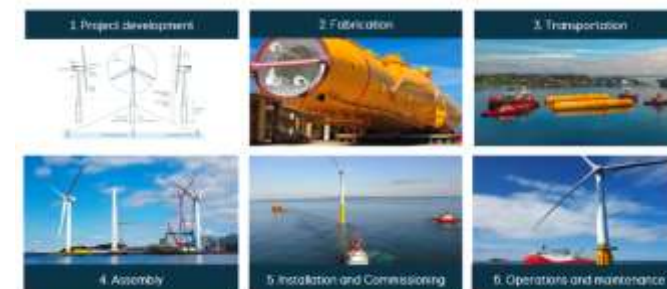 1. Project development
2. Fabrication
3. Transportation
4. Assembly
5. Installation and Commissioning
6. Operations and maintenance